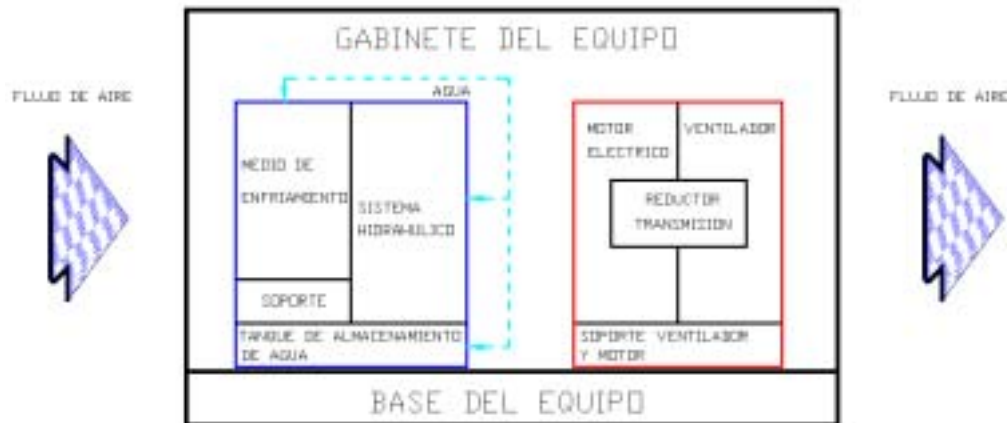 GABINETE DEL EQUIPO
FLUJO DE AIRE
AGUA
FLUJO DE AIRE
MEDIO DE
ENFRIAMIENTO
SISTEMA
HIDRAHULICO
SOPORTE
TANQUE DE ALMACENAMIENTO
DE AGUA
MOTOR
ELECTRICO
VENTILADOR
REDUCTOR
TRANSMISION
SOPORTE VENTILADOR
Y MOTOR
BASE DEL EQUIPO